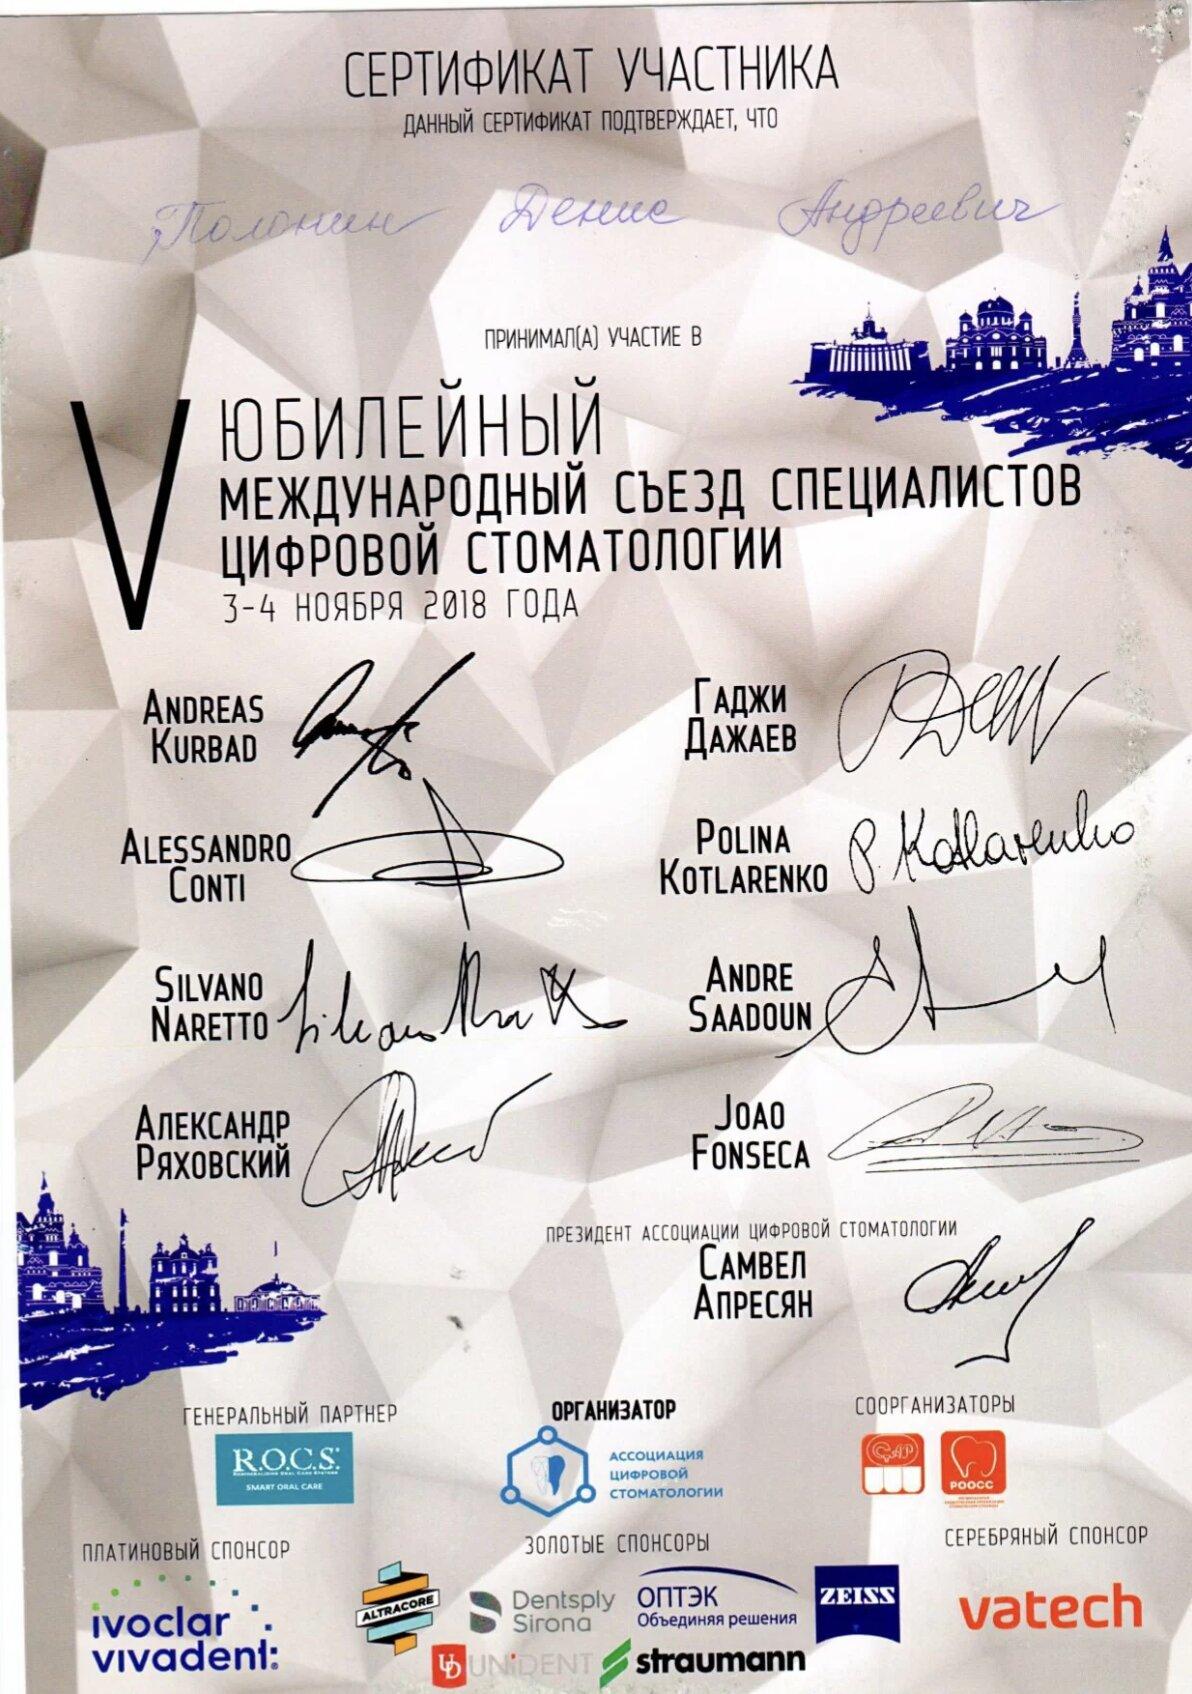 СЕРТИФИКАТ УЧАСТНИКА
ДАННЫЙ СЕРТИФИКАТ ПОДТВЕРЖДАЕТ, ЧТО
Полонин Денис Андреевич
ПРИНИМАЛ(А) УЧАСТИЕ В
V ЮБИЛЕЙНЫЙ
МЕЖДУНАРОДНЫЙ СЪЕЗД СПЕЦИАЛИСТОВ
ЦИФРОВОЙ СТОМАТОЛОГИИ
3-4 НОЯБРЯ 2018 ГОДА
ANDREAS
KURBAD
ГАДЖИ
ДАЖАЕВ
ALESSANDRO
CONTI
POLINA
KOTLARENKO
P. Kotlarenko
SILVANO
NARETTO
ANDRE
SAADOUN
АЛЕКСАНДР
РЯХОВСКИЙ
JOAO
FONSECA
ПРЕЗИДЕНТ АССОЦИАЦИИ ЦИФРОВОЙ СТОМАТОЛОГИИ
САМВЕЛ
АПРЕСЯН
ГЕНЕРАЛЬНЫЙ ПАРТНЕР
R.O.C.S.
SMART ORAL CARE
ОРГАНИЗАТОР
АССОЦИАЦИЯ
ЦИФРОВОЙ
СТОМАТОЛОГИИ
СООРГАНИЗАТОРЫ
РООСС
ПЛАТИНОВЫЙ СПОНСОР
ivoclar
vivadent:
ЗОЛОТЫЕ СПОНСОРЫ
ALTRACORE
Dentsply
Sirona
ОПТЭК
Объединяя решения
ZEISS
UNiDENT
straumann
СЕРЕБРЯНЫЙ СПОНСОР
vatech